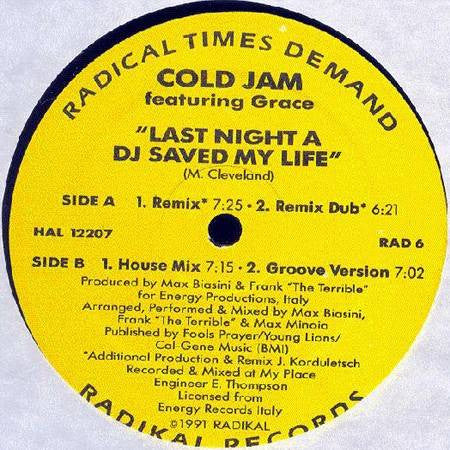 RADICAL TIMES DEMAND
COLD JAM
featuring Grace
"LAST NIGHT A
DJ SAVED MY LIFE"
(M. Cleveland)
SIDE A 1. Remix* 7:25 · 2. Remix Dub* 6:21
HAL 12207
RAD 6
SIDE B 1. House Mix 7:15 · 2. Groove Version 7:02
Produced by Max Biasini & Frank "The Terrible"
for Energy Productions, Italy
Arranged, Performed & Mixed by Max Biasini,
Frank "The Terrible" & Max Minoia
Published by Fools Prayer/Young Lions/
Cal-Gene Music (BMI)
*Additional Production & Remix J. Korduletsch
Recorded & Mixed at My Place
Engineer E. Thompson
Licensed from
Energy Records Italy
©1991 RADIKAL
RADIKAL RECORDS